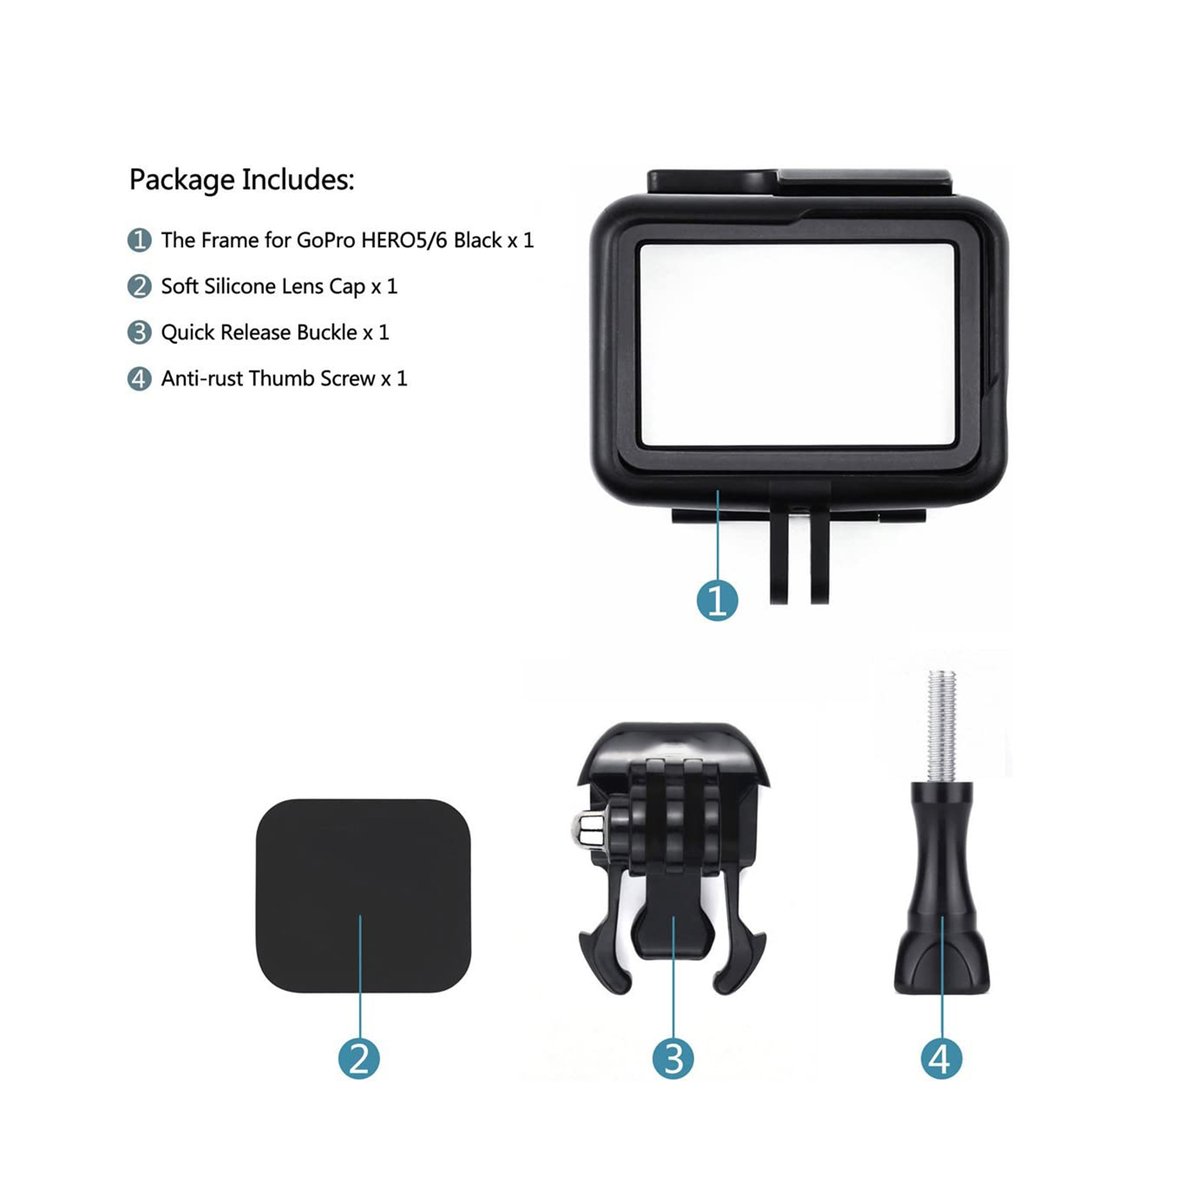 Package Includes:
1 The Frame for GoPro HERO5/6 Black x 1
2 Soft Silicone Lens Cap x 1
3 Quick Release Buckle x 1
4 Anti-rust Thumb Screw x 1
1
2
3
4